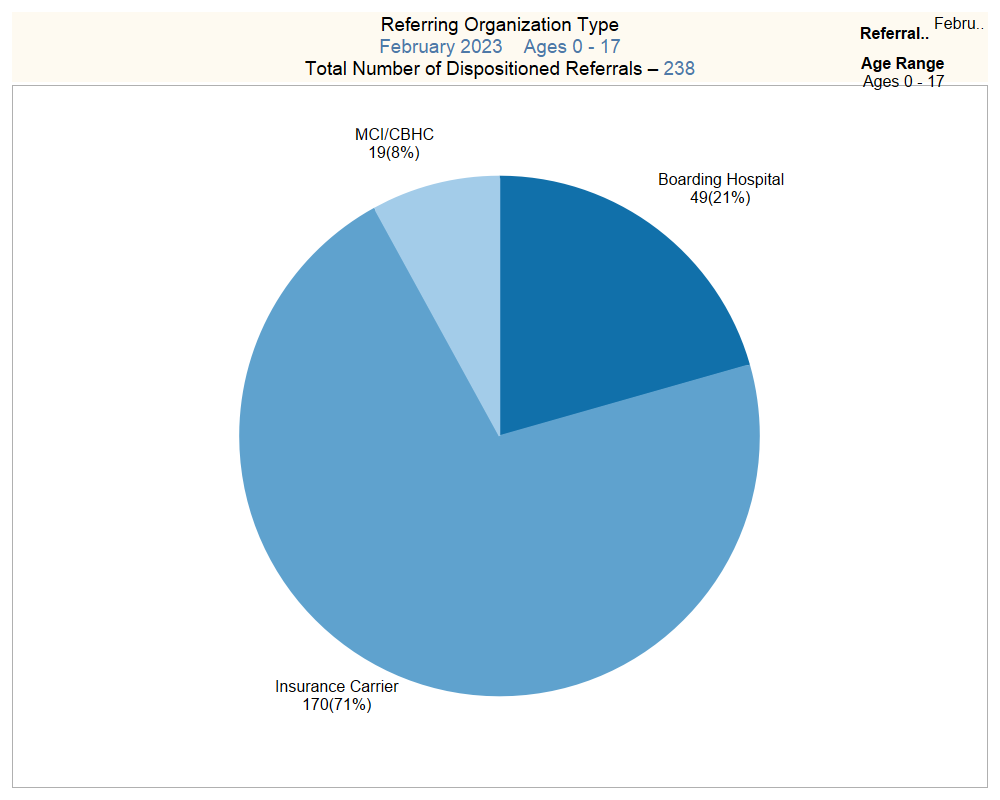 Referring Organization Type
February 2023    Ages 0 - 17
Total Number of Dispositioned Referrals – 238
Referral.. Febru..
Age Range
Ages 0 - 17
MCI/CBHC
19(8%)
Boarding Hospital
49(21%)
Insurance Carrier
170(71%)